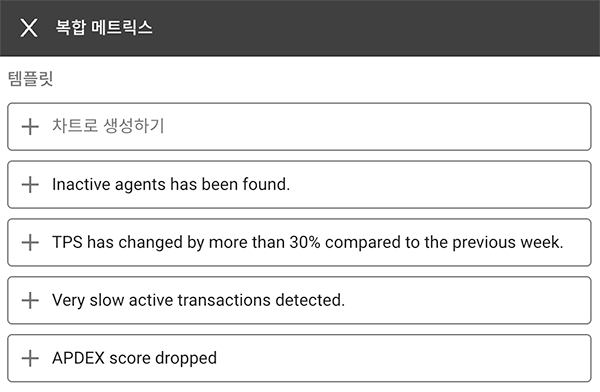 복합 메트릭스
템플릿
차트로 생성하기
Inactive agents has been found.
TPS has changed by more than 30% compared to the previous week.
Very slow active transactions detected.
APDEX score dropped